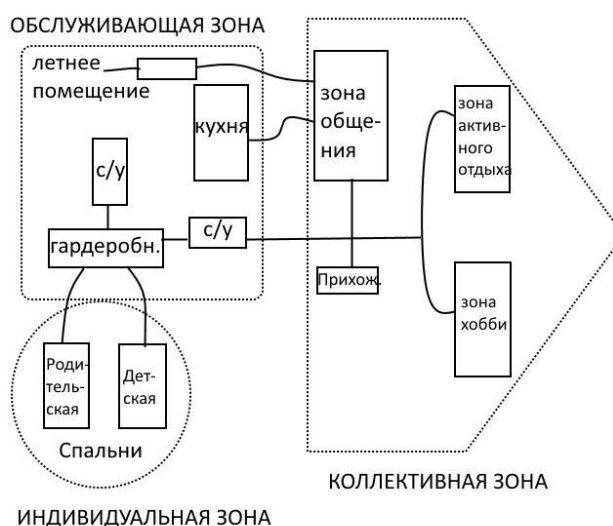 ОБСЛУЖИВАЮЩАЯ ЗОНА
летнее
помещение
кухня
с/у
гардеробн.
с/у
зона
обще-
ния
Прихож.
зона
актив-
ного
отдыха
зона
хобби
Роди-
тель-
ская
Дет-
ская
Спальни
КОЛЛЕКТИВНАЯ ЗОНА
ИНДИВИДУАЛЬНАЯ ЗОНА